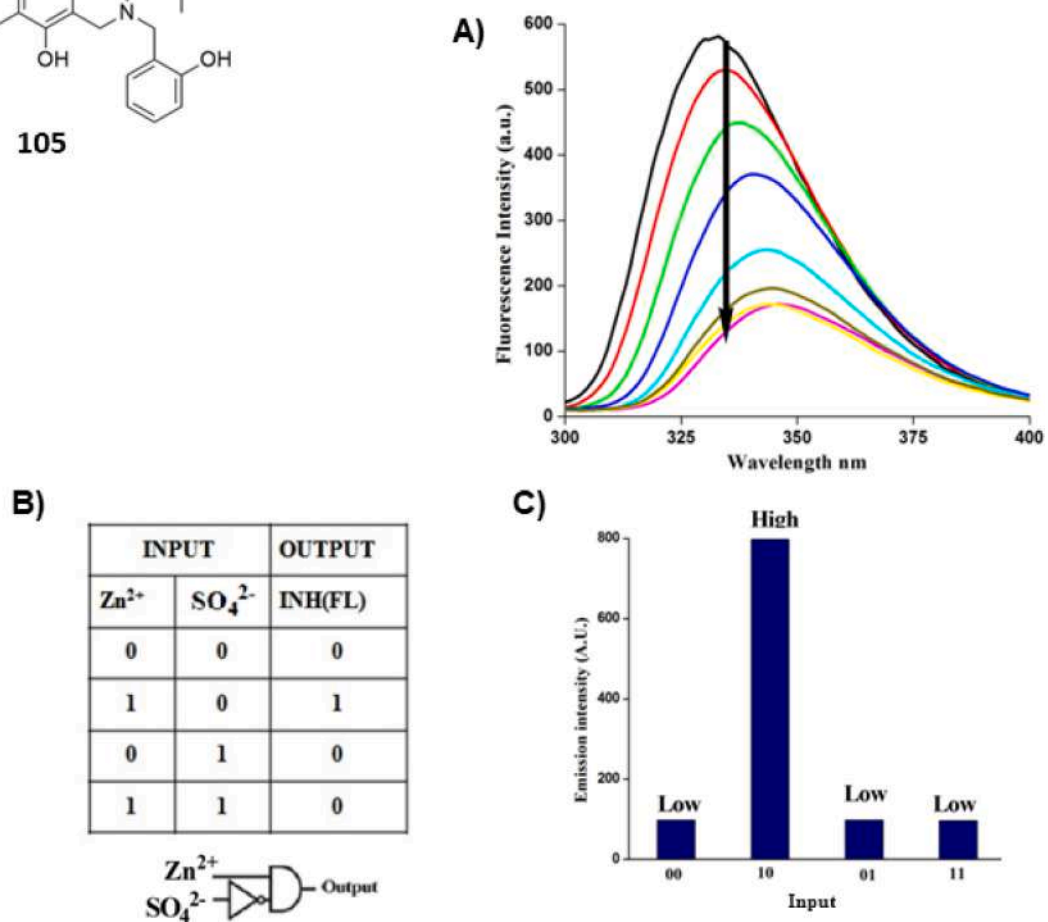 N
OH
OH
105
A)
600
500
400
300
200
100
0
Fluorescence Intensity (a.u.)
300 325 350 375 400
Wavelength nm
B)
INPUT OUTPUT
Zn²⁺ SO₄²⁻ INH(FL)
0 0 0
1 0 1
0 1 0
1 1 0
Zn²⁺
SO₄²⁻
Output
C)
800
600
400
200
0
Emission intensity (A.U.)
High
Low
Low
Low
00 10 01 11
Input